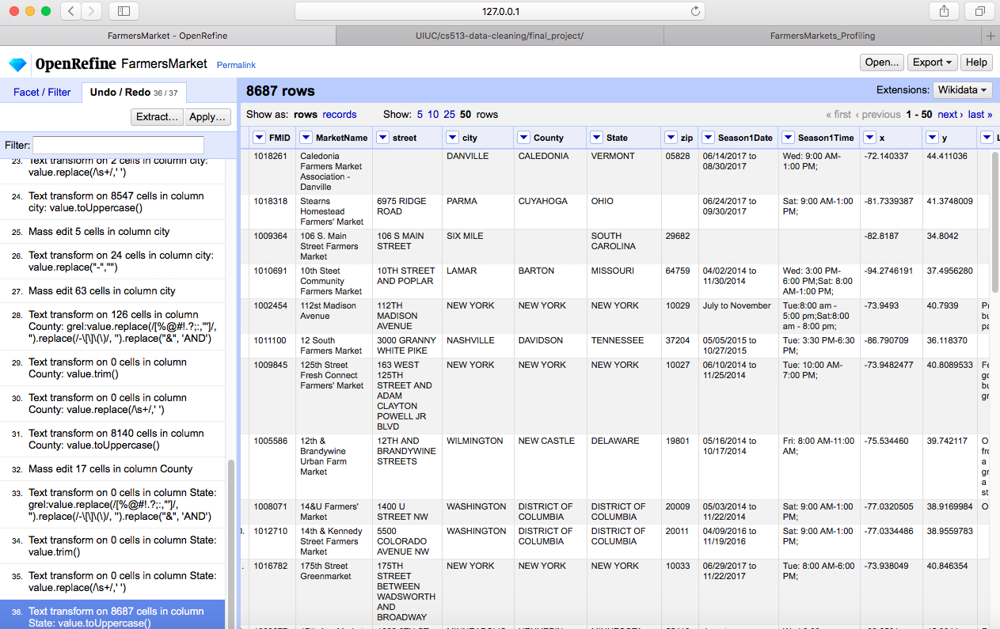 127.0.0.1
FarmersMarket - OpenRefine
UIUC/cs513-data-cleaning/final_project/
FarmersMarkets_Profiling
OpenRefine FarmersMarket Permalink
Open... Export Help
Facet / Filter Undo / Redo 36 / 37
Extract... Apply...
Filter:
23. Text transform on 2 cells in column city:
value.replace(/\s+/,' ')
24. Text transform on 8547 cells in column
city: value.toUppercase()
25. Mass edit 5 cells in column city
26. Text transform on 24 cells in column city:
value.replace("-","")
27. Mass edit 63 cells in column city
28. Text transform on 126 cells in column
County: grel:value.replace(/[%@#!.?;:,"']/,
'').replace(/-\[\]\(\)/, '').replace("&", 'AND')
29. Text transform on 0 cells in column
County: value.trim()
30. Text transform on 0 cells in column
County: value.replace(/\s+/,' ')
31. Text transform on 8140 cells in column
County: value.toUppercase()
32. Mass edit 17 cells in column County
33. Text transform on 0 cells in column State:
grel:value.replace(/[%@#!.?;:,"']/,
'').replace(/-\[\]\(\)/, '').replace("&", 'AND')
34. Text transform on 0 cells in column State:
value.trim()
35. Text transform on 0 cells in column State:
value.replace(/\s+/,' ')
36. Text transform on 8687 cells in column
State: value.toUppercase()
8687 rows
Extensions: Wikidata
Show as: rows records Show: 5 10 25 50 rows
« first ‹ previous 1 - 50 next › last »
FMID MarketName street city County State zip Season1Date Season1Time x y
1018261 Caledonia DANVILLE CALEDONIA VERMONT 05828 06/14/2017 to Wed: 9:00 AM- -72.140337 44.411036
Farmers Market 08/30/2017 1:00 PM;
Association -
Danville
1018318 Stearns 6975 RIDGE PARMA CUYAHOGA OHIO 06/24/2017 to Sat: 9:00 AM-1:00 -81.7339387 41.3748009
Homestead ROAD 09/30/2017 PM;
Farmers' Market
1009364 106 S. Main 106 S MAIN SIX MILE SOUTH 29682 -82.8187 34.8042
Street Farmers STREET CAROLINA
Market
1010691 10th Steet 10TH STREET LAMAR BARTON MISSOURI 64759 04/02/2014 to Wed: 3:00 PM- -94.2746191 37.4956280
Community AND POPLAR 11/30/2014 6:00 PM;Sat: 8:00
Farmers Market AM-1:00 PM;
1002454 112st Madison 112TH NEW YORK NEW YORK NEW YORK 10029 July to November Tue:8:00 am - -73.9493 40.7939
Avenue MADISON 5:00 pm;Sat:8:00
AVENUE am - 8:00 pm;
1011100 12 South 3000 GRANNY NASHVILLE DAVIDSON TENNESSEE 37204 05/05/2015 to Tue: 3:30 PM-6:30 -86.790709 36.118370
Farmers Market WHITE PIKE 10/27/2015 PM;
1009845 125th Street 163 WEST NEW YORK NEW YORK NEW YORK 10027 06/10/2014 to Tue: 10:00 AM- -73.9482477 40.8089533
Fresh Connect 125TH 11/25/2014 7:00 PM;
Farmers' Market STREET AND
ADAM
CLAYTON
POWELL JR
BLVD
1005586 12th & 12TH AND WILMINGTON NEW CASTLE DELAWARE 19801 05/16/2014 to Fri: 8:00 AM-11:00 -75.534460 39.742117
Brandywine BRANDYWINE 10/17/2014 AM;
Urban Farm STREETS
Market
1008071 14&U Farmers' 1400 U WASHINGTON DISTRICT OF DISTRICT OF 20009 05/03/2014 to Sat: 9:00 AM-1:00 -77.0320505 38.9169984
Market STREET NW COLUMBIA COLUMBIA 11/22/2014 PM;
1012710 14th & Kennedy 5500 WASHINGTON DISTRICT OF DISTRICT OF 20011 04/09/2016 to Sat: 9:00 AM-1:00 -77.0334486 38.9559783
Street Farmers COLORADO COLUMBIA COLUMBIA 11/19/2016 PM;
Market AVENUE NW
1016782 175th Street 175TH NEW YORK NEW YORK NEW YORK 10033 06/29/2017 to Tue: 8:00 AM-6:00 -73.938049 40.846354
Greenmarket STREET 11/22/2017 PM;
BETWEEN
WADSWORTH
AND
BROADWAY